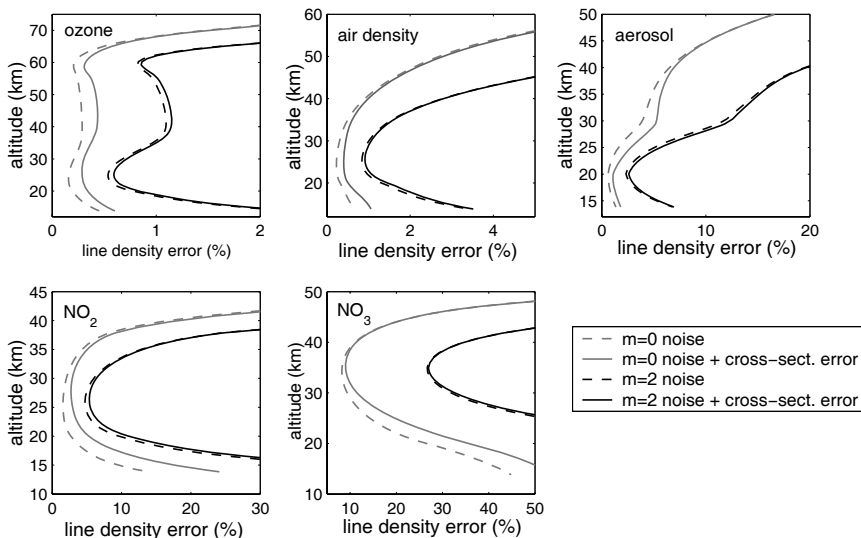 ozone
altitude (km)
70
60
50
40
30
20
0
1
2
line density error (%)
air density
altitude (km)
60
50
40
30
20
0
2
4
line density error (%)
aerosol
altitude (km)
50
45
40
35
30
25
20
15
0
10
20
line density error (%)
NO2
altitude (km)
45
40
35
30
25
20
15
10
0
10
20
30
line density error (%)
NO3
altitude (km)
50
40
30
20
10
10
20
30
40
50
line density error (%)
m=0 noise
m=0 noise + cross−sect. error
m=2 noise
m=2 noise + cross−sect. error